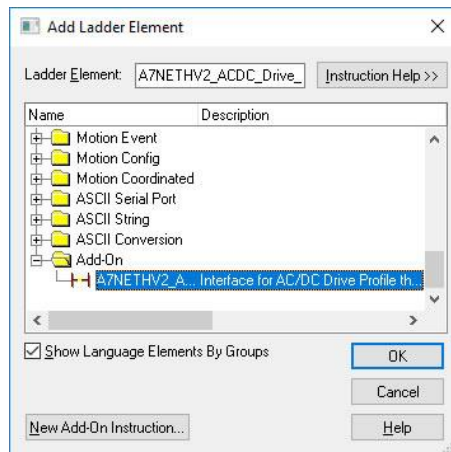 Add Ladder Element
Ladder Element: A7NETHV2_ACDC_Drive_ Instruction Help >>
Name Description
Motion Event
Motion Config
Motion Coordinated
ASCII Serial Port
ASCII String
ASCII Conversion
Add-On
A7NETHV2_A... Interface for AC/DC Drive Profile th...
Show Language Elements By Groups
OK
Cancel
New Add-On Instruction... Help